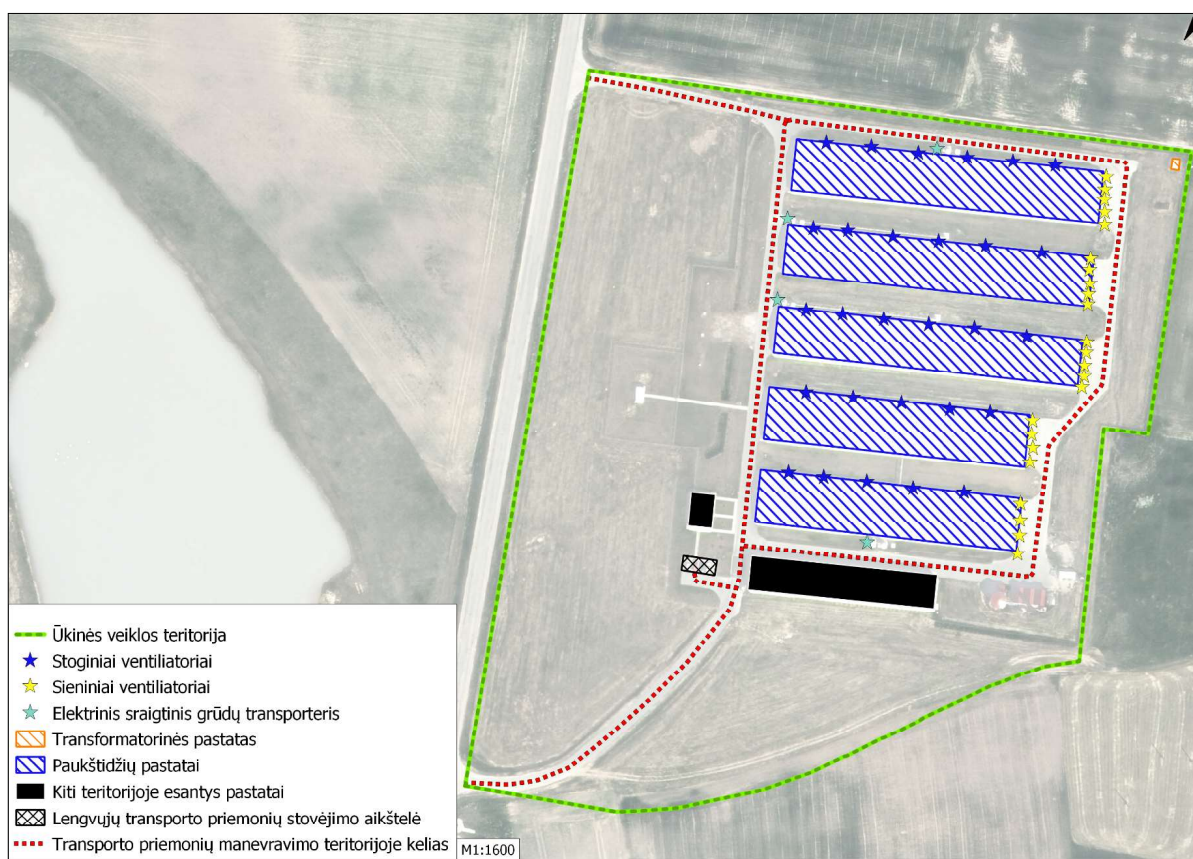 Ūkinės veiklos teritorija
Stoginiai ventiliatoriai
Sieniniai ventiliatoriai
Elektrinis sraigtinis grūdų transporteris
Transformatorinės pastatas
Paukštidžių pastatai
Kiti teritorijoje esantys pastatai
Lengvųjų transporto priemonių stovėjimo aikštelė
Transporto priemonių manevravimo teritorijoje kelias
M1:1600